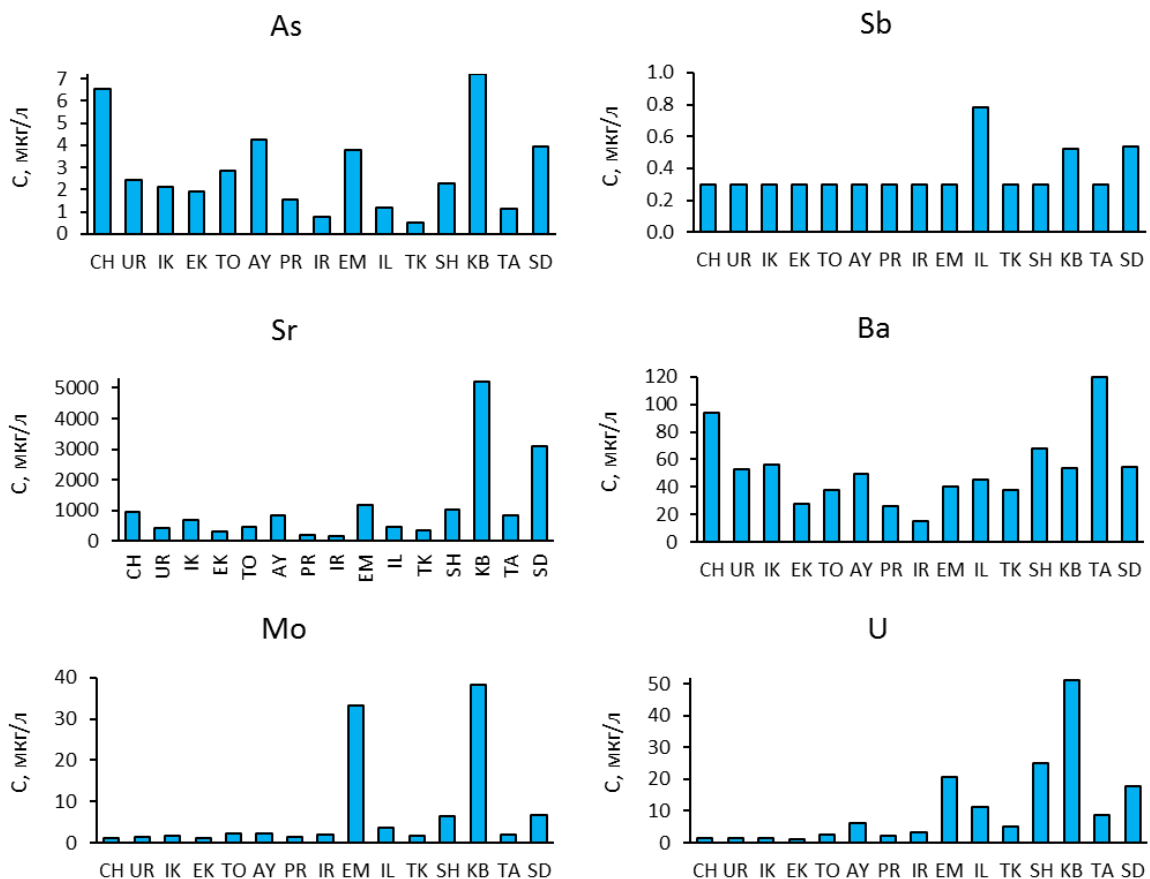 As
С, мкг/л
7
6
5
4
3
2
1
0
CH UR IK EK TO AY PR IR EM IL TK SH KB TA SD
Sb
С, мкг/л
1.0
0.8
0.6
0.4
0.2
0.0
CH UR IK EK TO AY PR IR EM IL TK SH KB TA SD
Sr
С, мкг/л
5000
4000
3000
2000
1000
0
CH UR IK EK TO AY PR IR EM IL TK SH KB TA SD
Ba
С, мкг/л
120
100
80
60
40
20
0
CH UR IK EK TO AY PR IR EM IL TK SH KB TA SD
Mo
С, мкг/л
40
30
20
10
0
CH UR IK EK TO AY PR IR EM IL TK SH KB TA SD
U
С, мкг/л
50
40
30
20
10
0
CH UR IK EK TO AY PR IR EM IL TK SH KB TA SD